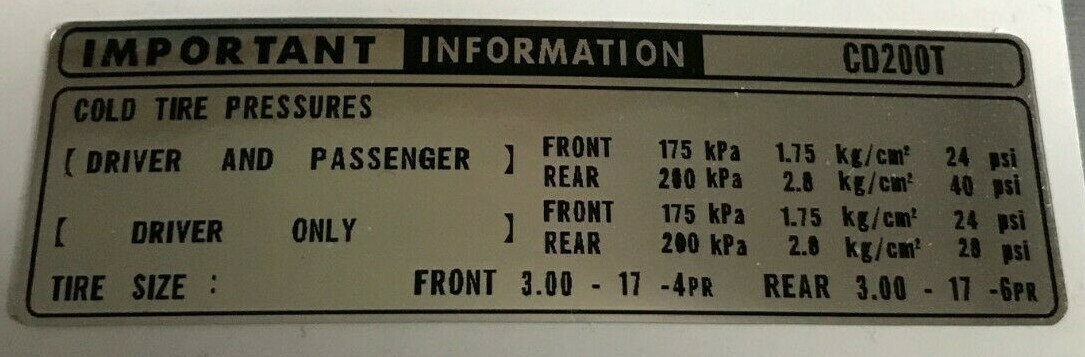 IMPORTANT INFORMATION CD200T
COLD TIRE PRESSURES
[ DRIVER AND PASSENGER ] FRONT 175 kPa 1.75 kg/cm² 24 psi
REAR 280 kPa 2.8 kg/cm² 40 psi
[ DRIVER ONLY ] FRONT 175 kPa 1.75 kg/cm² 24 psi
REAR 200 kPa 2.0 kg/cm² 28 psi
TIRE SIZE : FRONT 3.00 - 17 -4PR REAR 3.00 - 17 -6PR